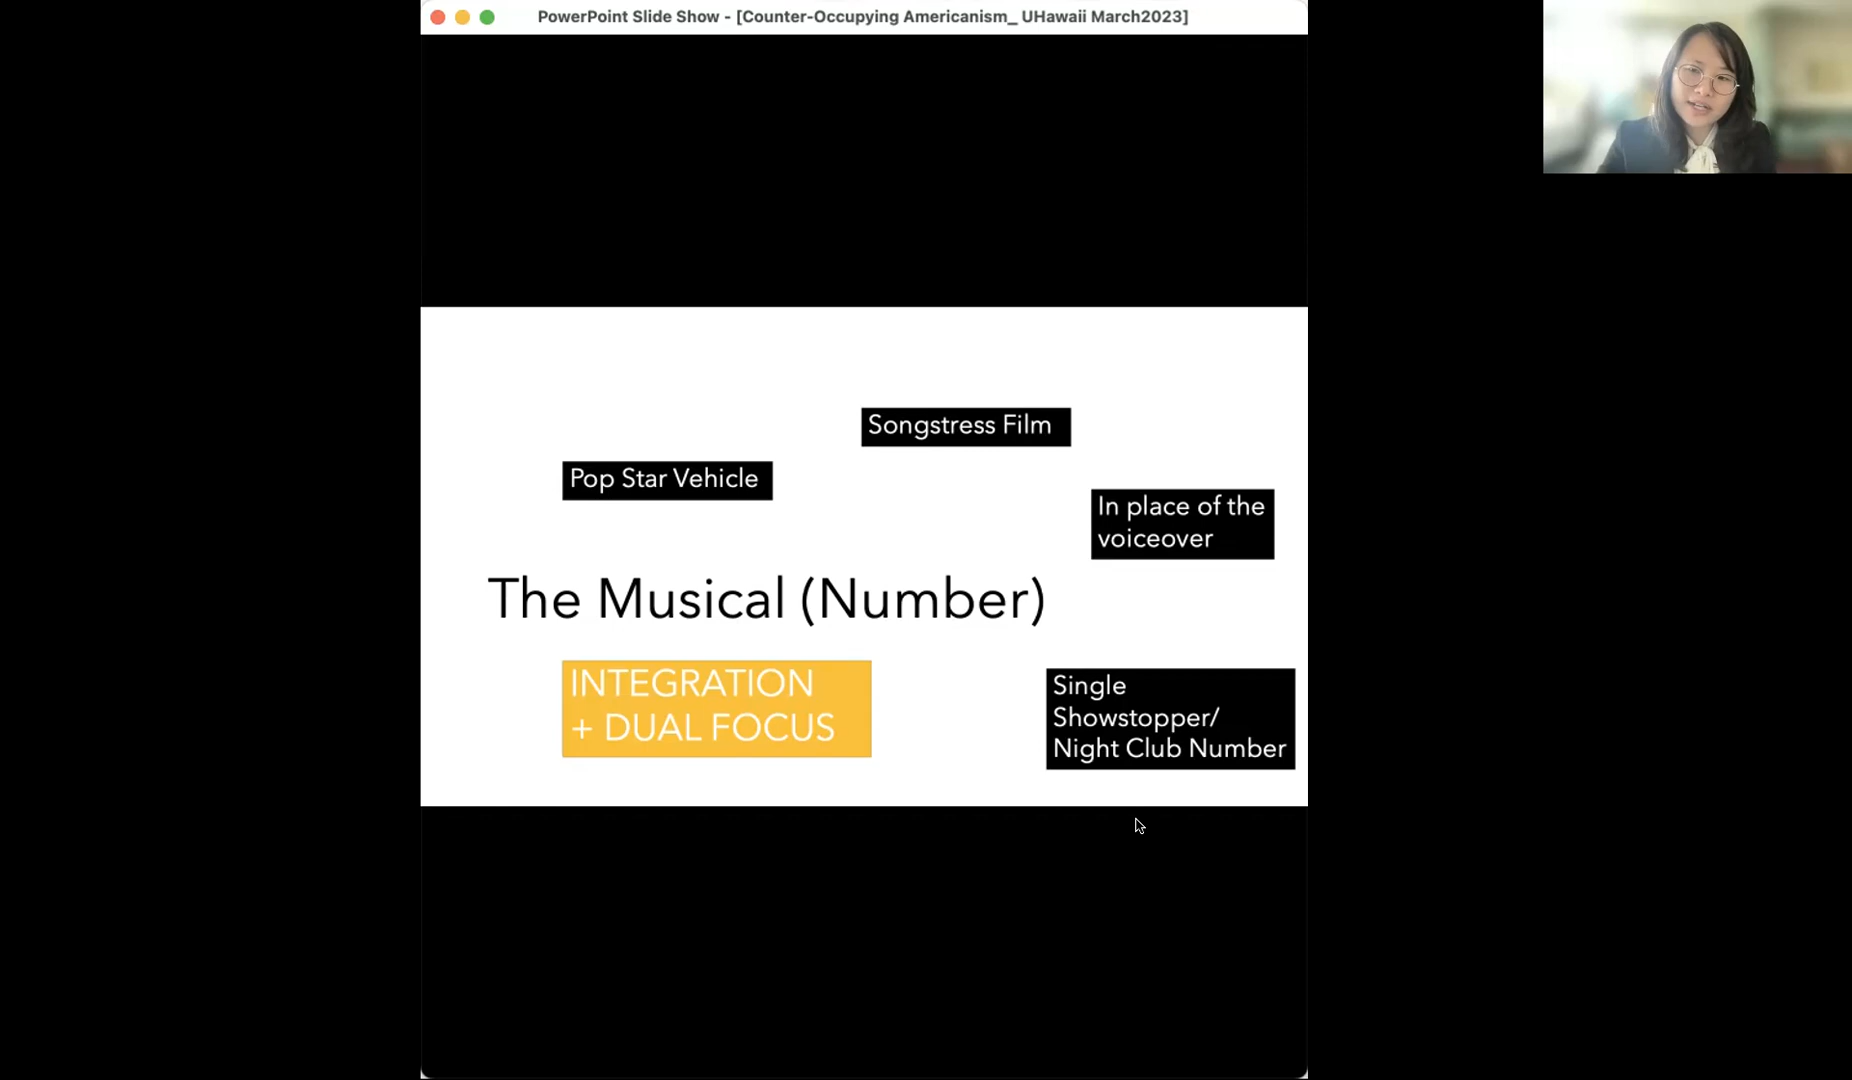 PowerPoint Slide Show - [Counter-Occupying Americanism_ UHawaii March2023]
Songstress Film
Pop Star Vehicle
In place of the
voiceover
The Musical (Number)
INTEGRATION
+ DUAL FOCUS
Single
Showstopper/
Night Club Number